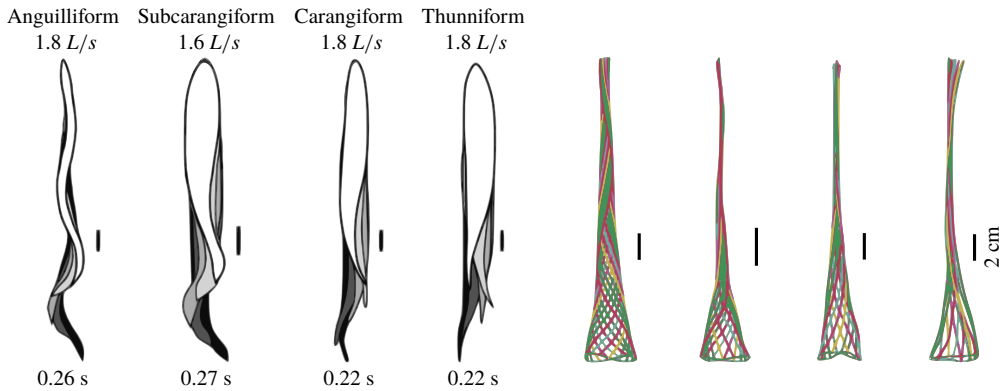 Anguilliform Subcarangiform Carangiform Thunniform
1.8 L/s 1.6 L/s 1.8 L/s 1.8 L/s
2 cm
0.26 s 0.27 s 0.22 s 0.22 s